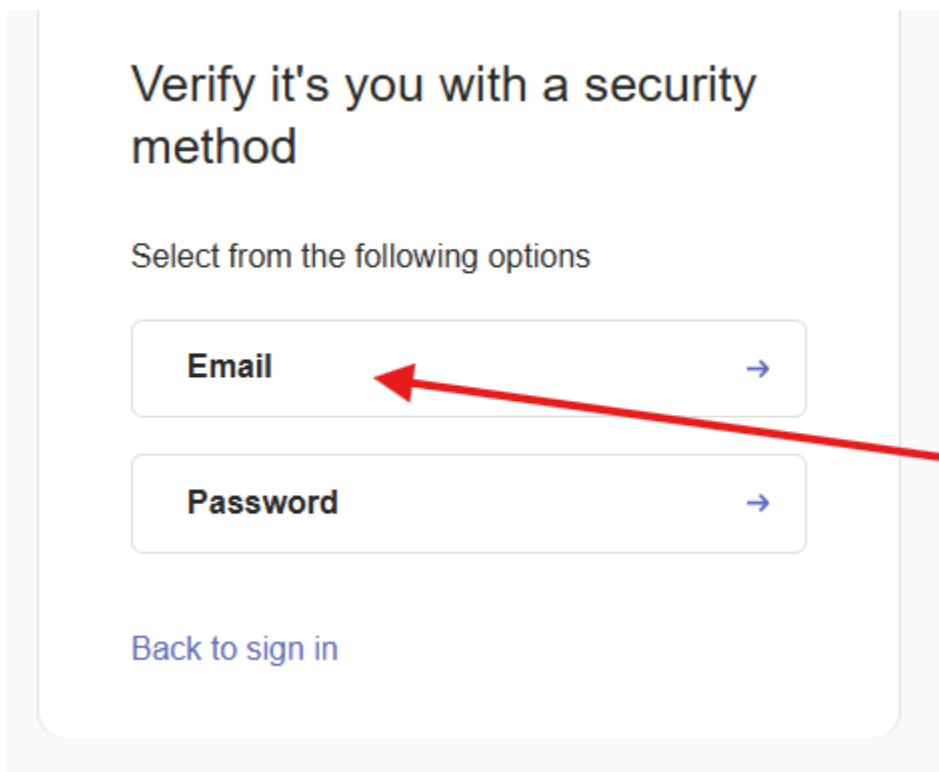 Verify it's you with a security
method
Select from the following options
Email
Password
Back to sign in